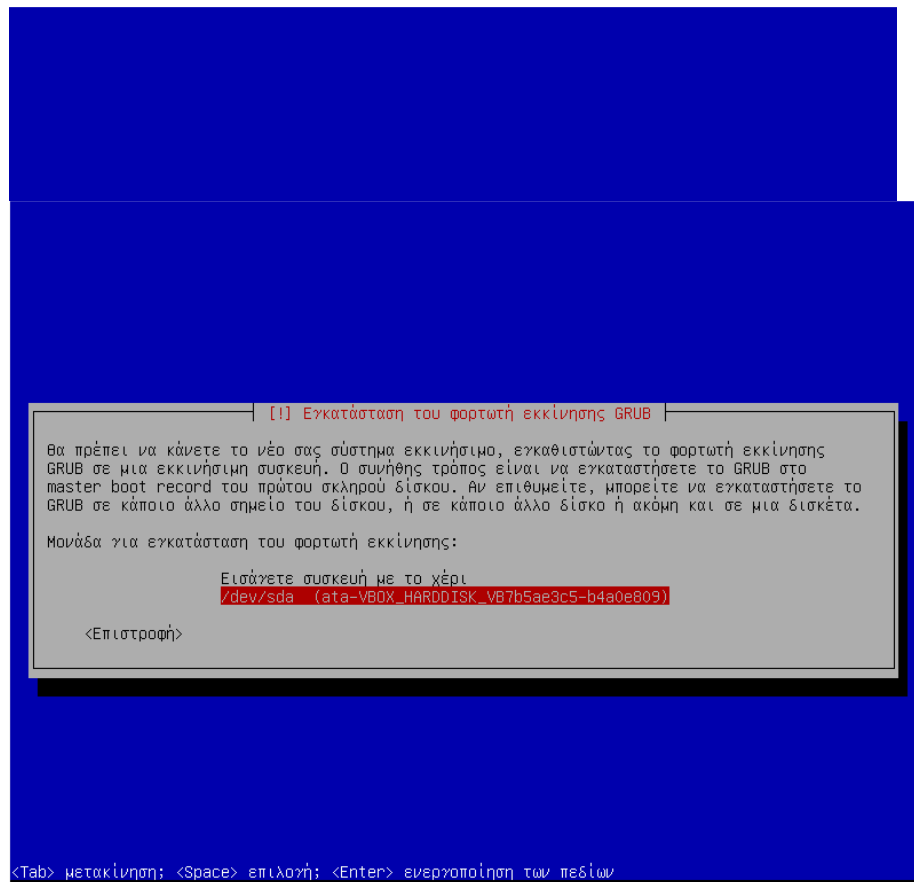 [!] Εγκατάσταση του φορτωτή εκκίνησης GRUB
Θα πρέπει να κάνετε το νέο σας σύστημα εκκινήσιμο, εγκαθιστώντας το φορτωτή εκκίνησης
GRUB σε μια εκκινήσιμη συσκευή. Ο συνήθης τρόπος είναι να εγκαταστήσετε το GRUB στο
master boot record του πρώτου σκληρού δίσκου. Αν επιθυμείτε, μπορείτε να εγκαταστήσετε το
GRUB σε κάποιο άλλο σημείο του δίσκου, ή σε κάποιο άλλο δίσκο ή ακόμη και σε μια δισκέτα.
Μονάδα για εγκατάσταση του φορτωτή εκκίνησης:
Εισάγετε συσκευή με το χέρι
/dev/sda (ata-VBOX_HARDDISK_VB7b5ae3c5-b4a0e809)
<Επιστροφή>
<Tab> μετακίνηση; <Space> επιλογή; <Enter> ενεργοποίηση των πεδίων